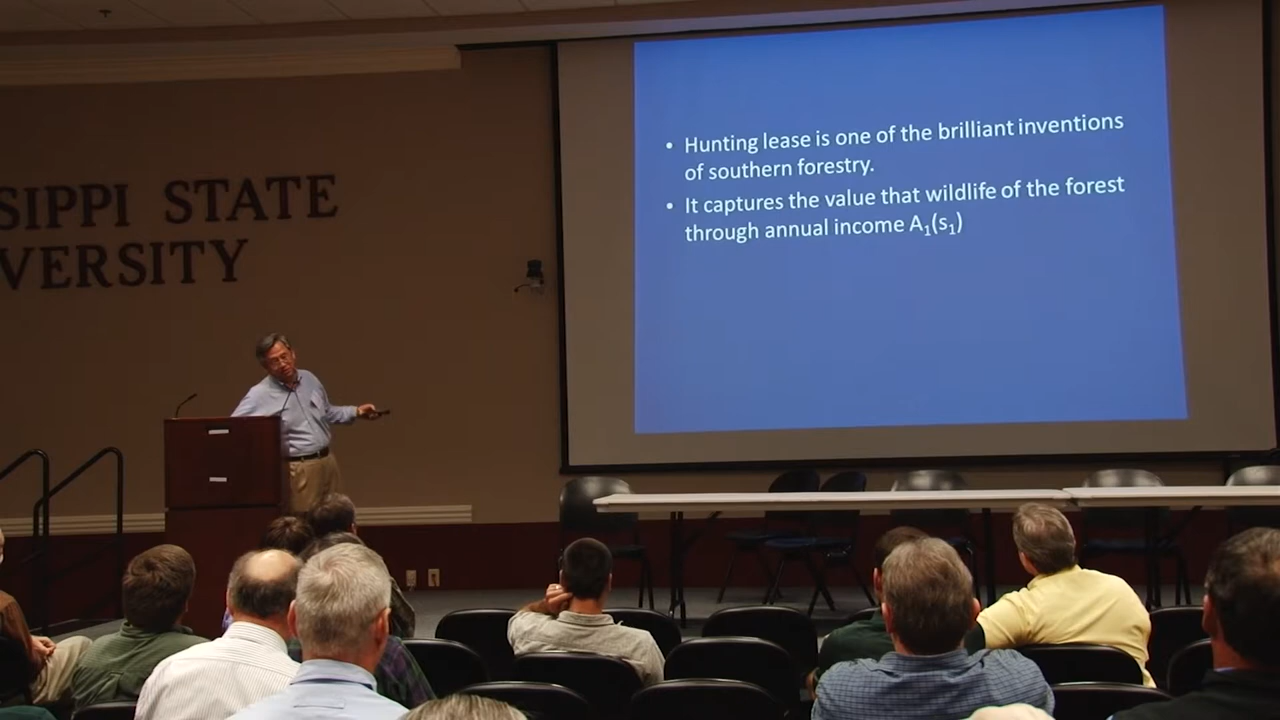 SIPPI STATE
VERSITY
• Hunting lease is one of the brilliant inventions
of southern forestry.
• It captures the value that wildlife of the forest
through annual income A₁(s₁)